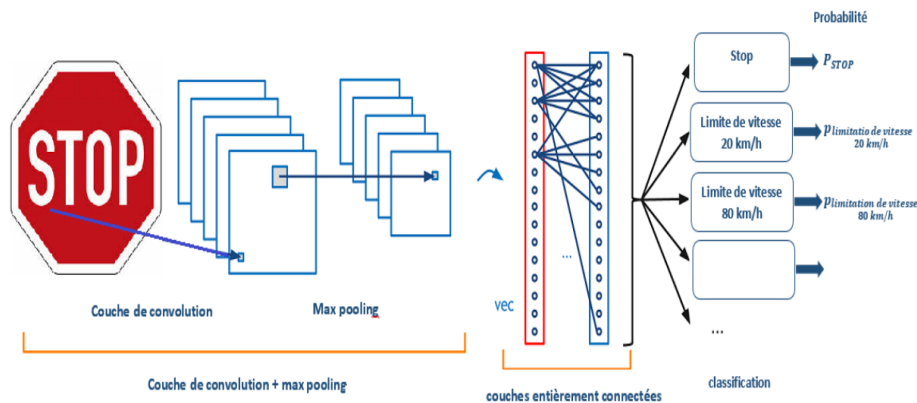 Probabilité
Stop
P_STOP
STOP
Limite de vitesse
20 km/h
p_limitatio de vitesse
20 km/h
Limite de vitesse
80 km/h
p_limitation de vitesse
80 km/h
...
vec
...
Couche de convolution
Max pooling
Couche de convolution + max pooling
couches entièrement connectées
classification